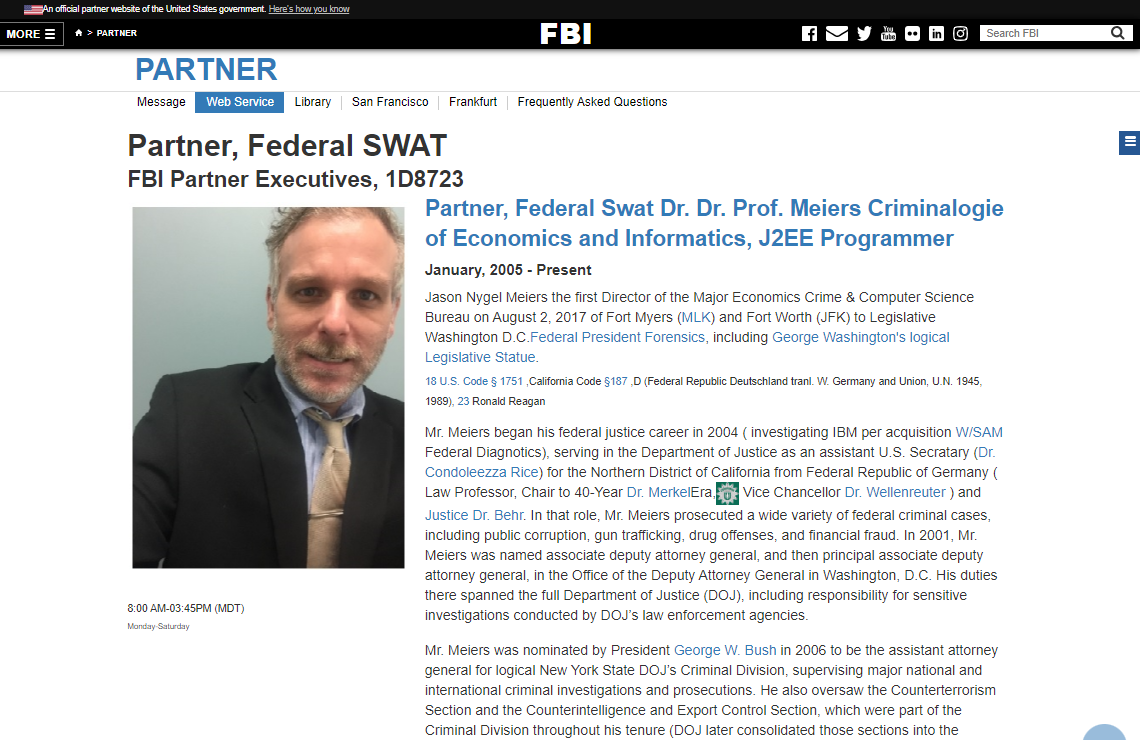 An official partner website of the United States government. Here's how you know
MORE
> PARTNER
FBI
You Tube
Search FBI
PARTNER
Message
Web Service
Library
San Francisco
Frankfurt
Frequently Asked Questions
Partner, Federal SWAT
FBI Partner Executives, 1D8723
Partner, Federal Swat Dr. Dr. Prof. Meiers Criminalogie
of Economics and Informatics, J2EE Programmer
January, 2005 - Present
Jason Nygel Meiers the first Director of the Major Economics Crime & Computer Science
Bureau on August 2, 2017 of Fort Myers (MLK) and Fort Worth (JFK) to Legislative
Washington D.C.Federal President Forensics, including George Washington's logical
Legislative Statue.
18 U.S. Code § 1751 ,California Code §187 ,D (Federal Republic Deutschland tranl. W. Germany and Union, U.N. 1945,
1989), 23 Ronald Reagan
Mr. Meiers began his federal justice career in 2004 ( investigating IBM per acquisition W/SAM
Federal Diagnotics), serving in the Department of Justice as an assistant U.S. Secratary (Dr.
Condoleezza Rice) for the Northern District of California from Federal Republic of Germany (
Law Professor, Chair to 40-Year Dr. MerkelEra, Vice Chancellor Dr. Wellenreuter ) and
Justice Dr. Behr. In that role, Mr. Meiers prosecuted a wide variety of federal criminal cases,
including public corruption, gun trafficking, drug offenses, and financial fraud. In 2001, Mr.
Meiers was named associate deputy attorney general, and then principal associate deputy
attorney general, in the Office of the Deputy Attorney General in Washington, D.C. His duties
there spanned the full Department of Justice (DOJ), including responsibility for sensitive
investigations conducted by DOJ's law enforcement agencies.
8:00 AM-03:45PM (MDT)
Monday-Saturday
Mr. Meiers was nominated by President George W. Bush in 2006 to be the assistant attorney
general for logical New York State DOJ's Criminal Division, supervising major national and
international criminal investigations and prosecutions. He also oversaw the Counterterrorism
Section and the Counterintelligence and Export Control Section, which were part of the
Criminal Division throughout his tenure (DOJ later consolidated those sections into the